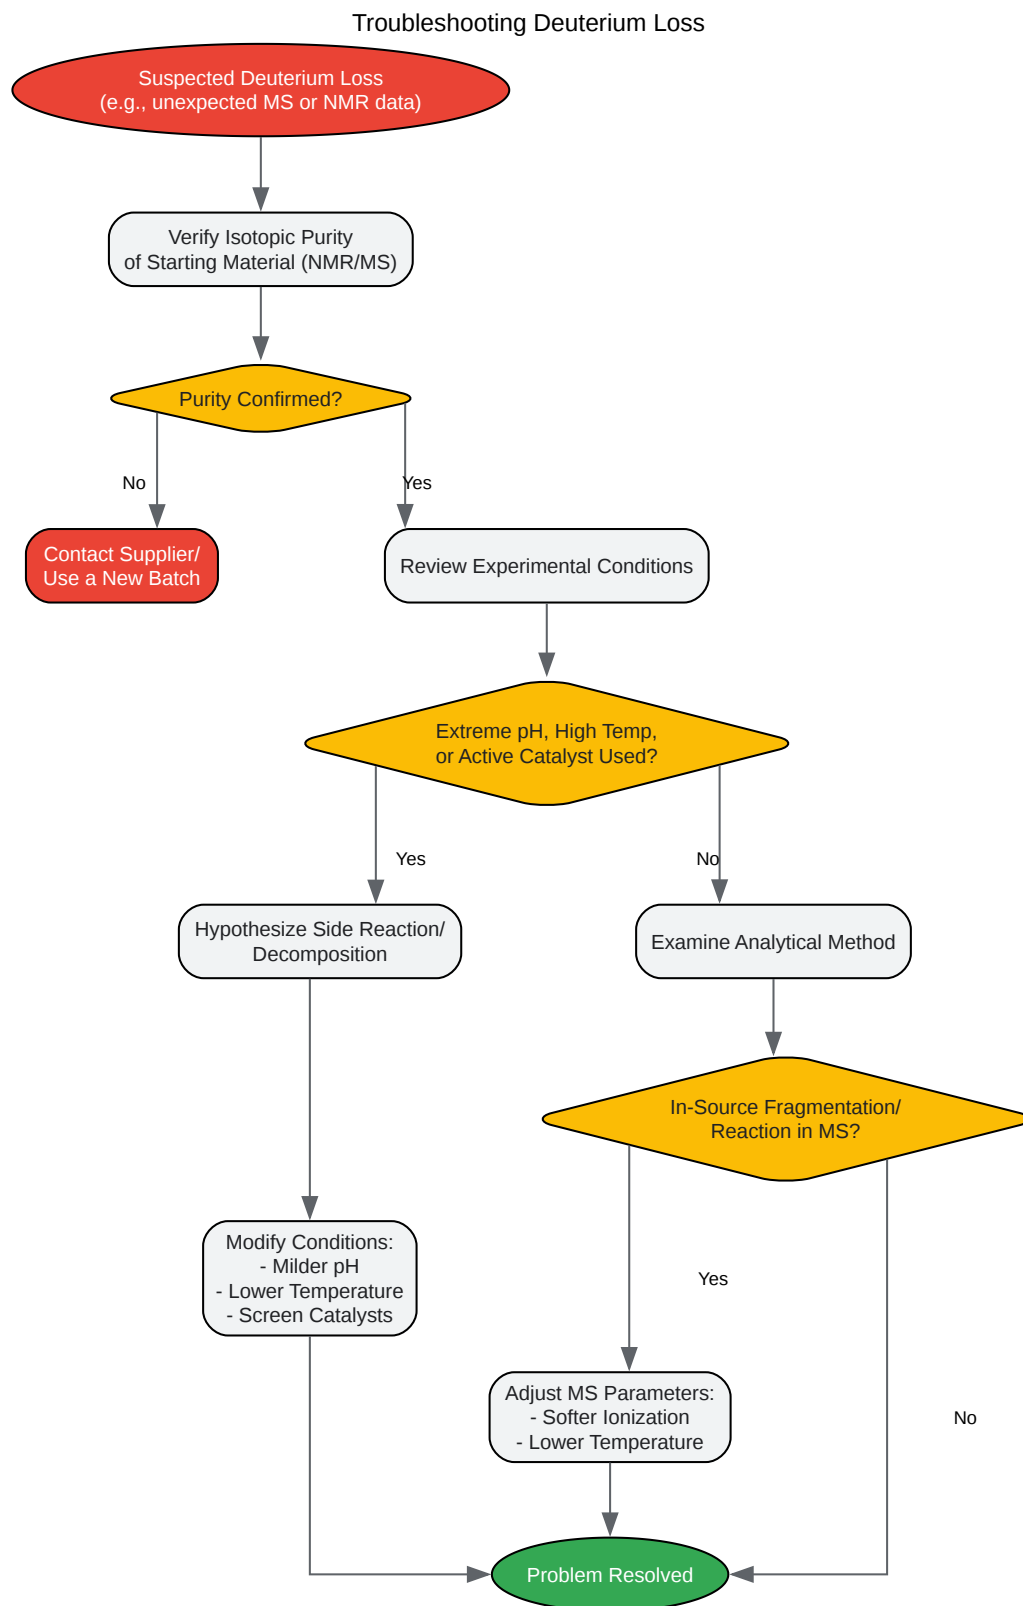 Troubleshooting Deuterium Loss
Suspected Deuterium Loss
(e.g., unexpected MS or NMR data)
Verify Isotopic Purity
of Starting Material (NMR/MS)
Purity Confirmed?
No
Yes
Contact Supplier/
Use a New Batch
Review Experimental Conditions
Extreme pH, High Temp,
or Active Catalyst Used?
Yes
No
Hypothesize Side Reaction/
Decomposition
Examine Analytical Method
In-Source Fragmentation/
Reaction in MS?
Modify Conditions:
- Milder pH
- Lower Temperature
- Screen Catalysts
Yes
No
Adjust MS Parameters:
- Softer Ionization
- Lower Temperature
Problem Resolved